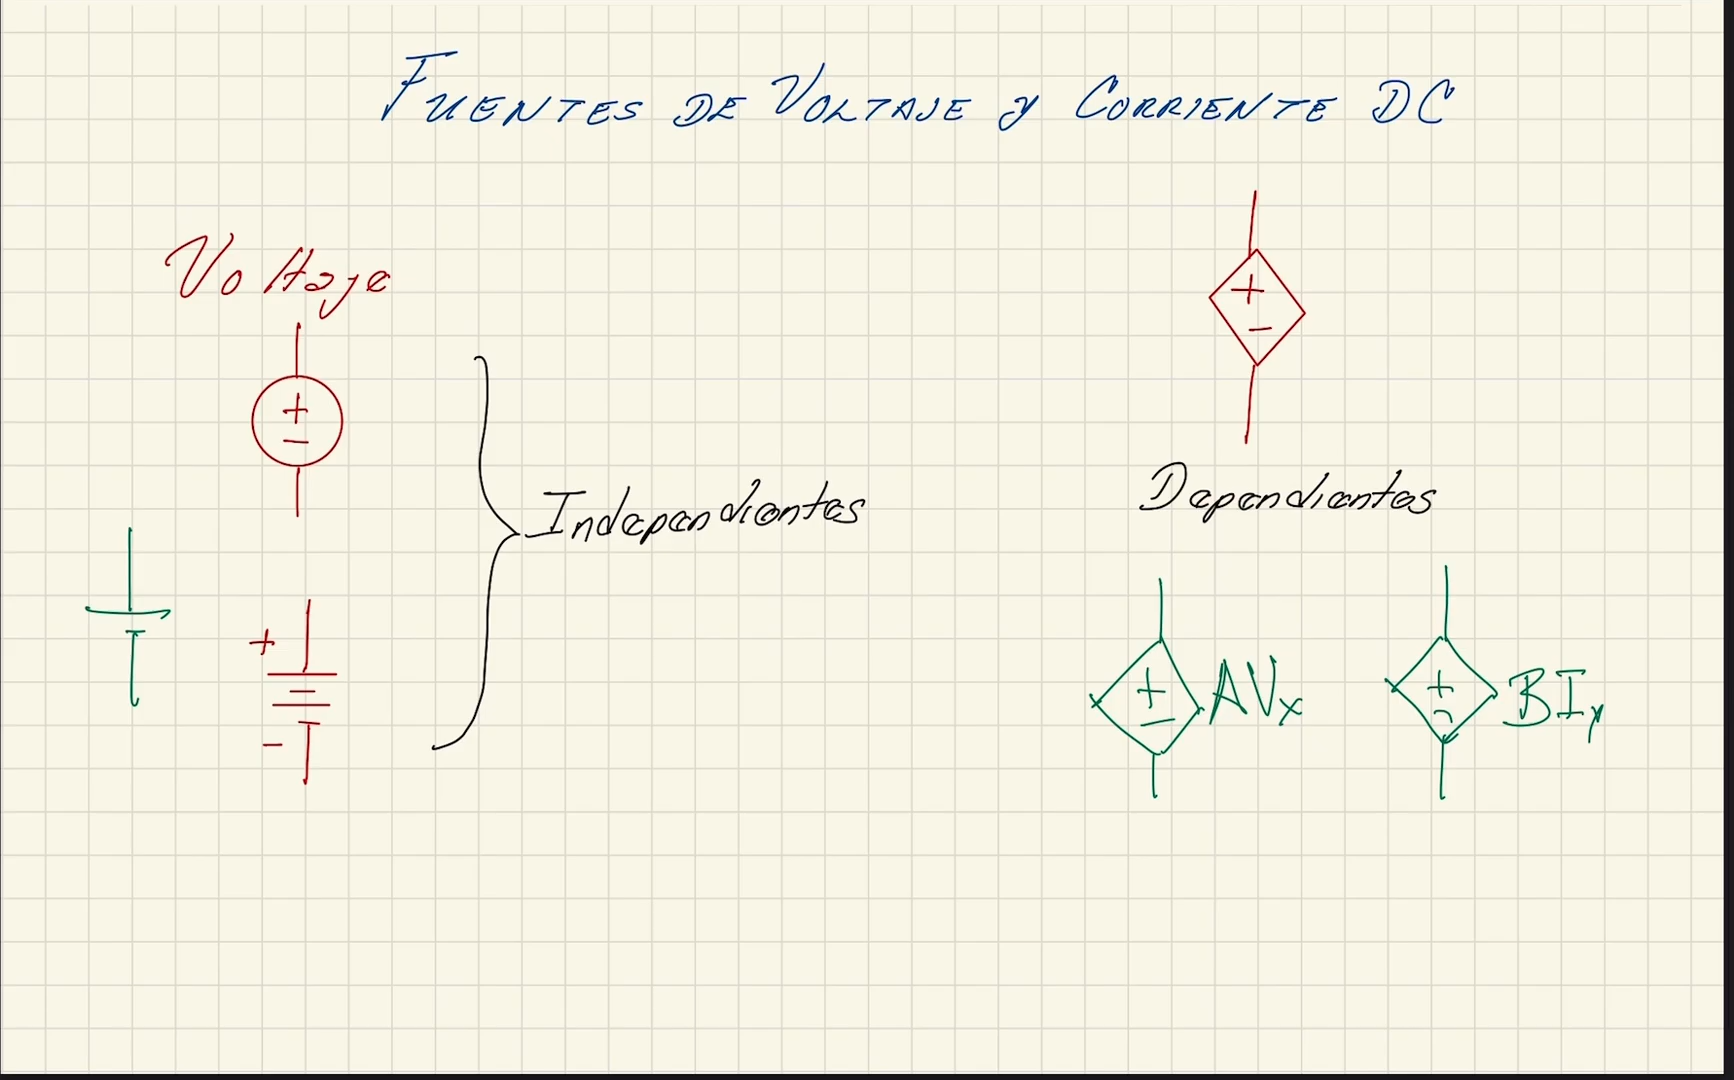 FUENTES DE VOLTAJE y CORRIENTE DC
Voltaje
+
-
Independientes
+
-
+
-
Dependientes
+
-
AVx
+
-
BIy